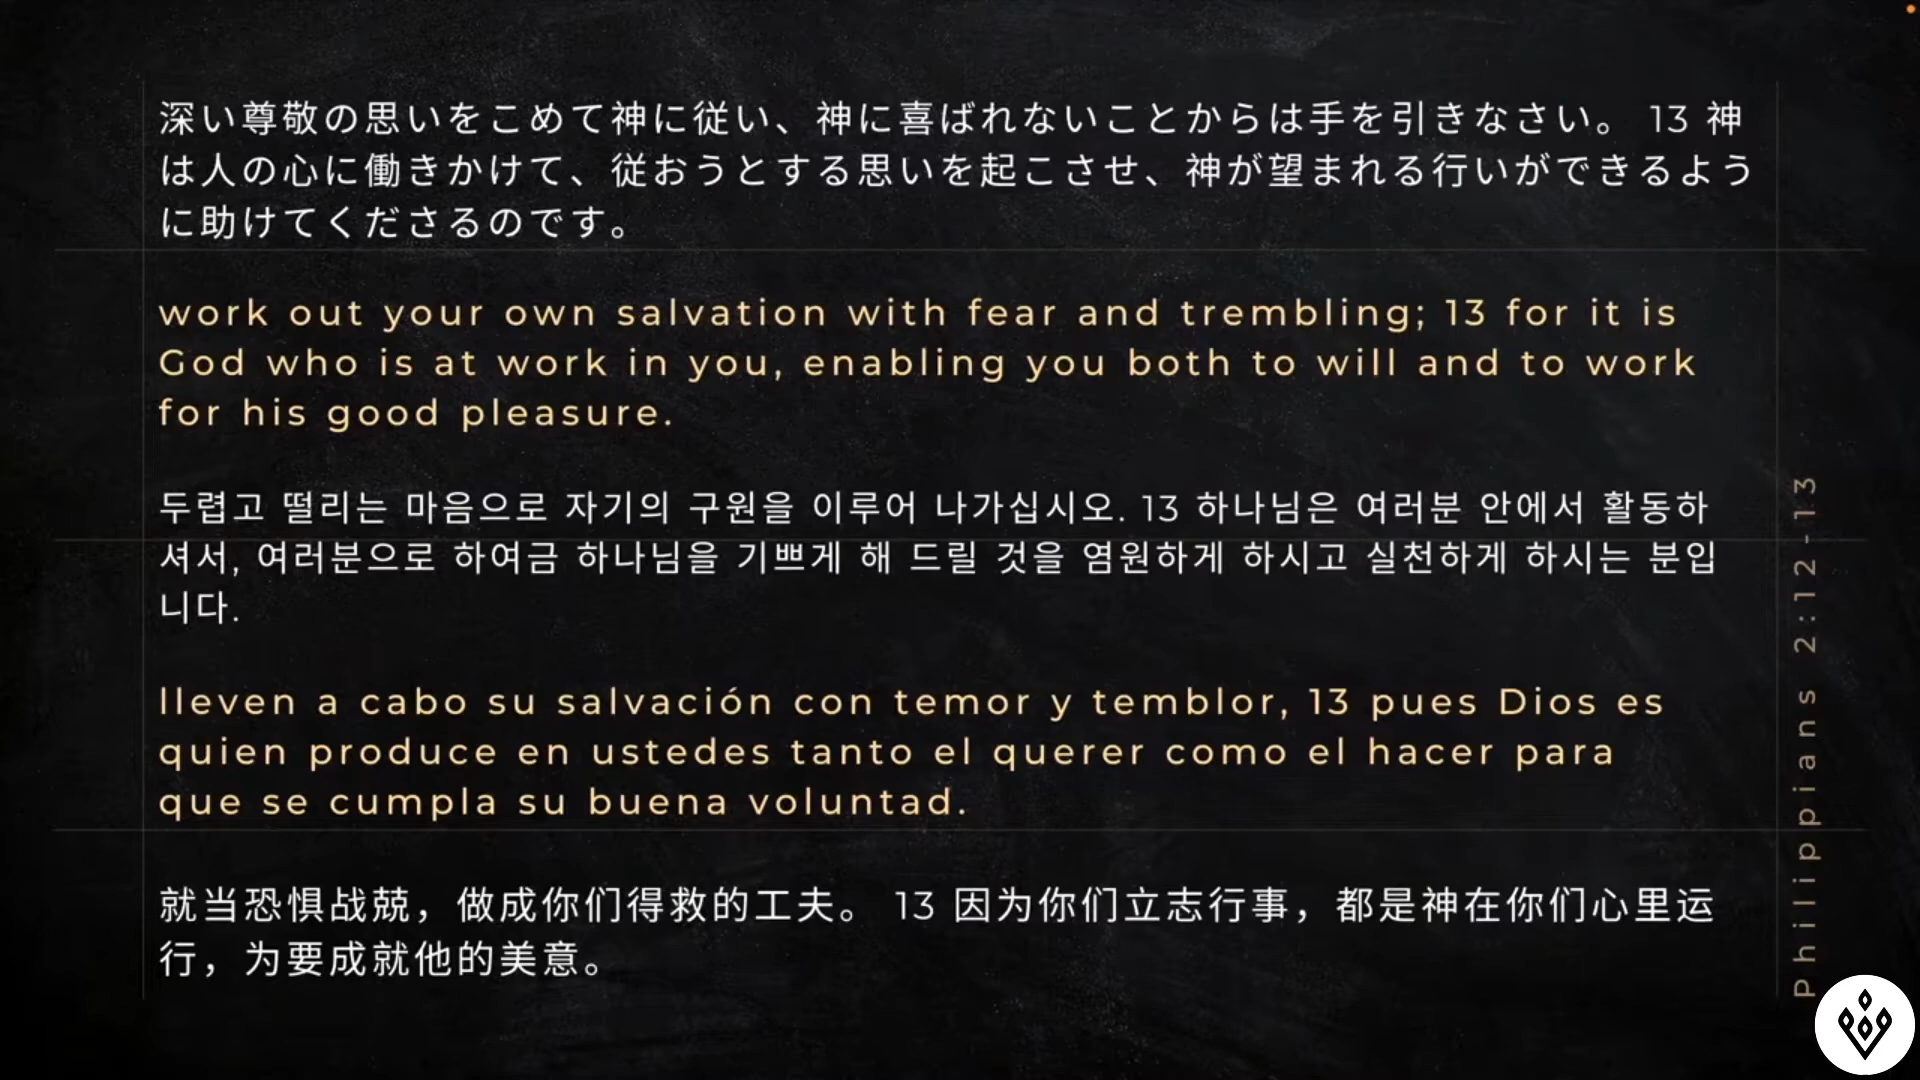 深い尊敬の思いをこめて神に従い、神に喜ばれないことからは手を引きなさい。 13 神
は人の心に働きかけて、従おうとする思いを起こさせ、神が望まれる行いができるよう
に助けてくださるのです。
work out your own salvation with fear and trembling; 13 for it is
God who is at work in you, enabling you both to will and to work
for his good pleasure.
두렵고 떨리는 마음으로 자기의 구원을 이루어 나가십시오. 13 하나님은 여러분 안에서 활동하
셔서, 여러분으로 하여금 하나님을 기쁘게 해 드릴 것을 염원하게 하시고 실천하게 하시는 분입
니다.
lleven a cabo su salvación con temor y temblor, 13 pues Dios es
quien produce en ustedes tanto el querer como el hacer para
que se cumpla su buena voluntad.
就当恐惧战兢，做成你们得救的工夫。 13 因为你们立志行事，都是神在你们心里运
行，为要成就他的美意。
Philippians 2:12-13